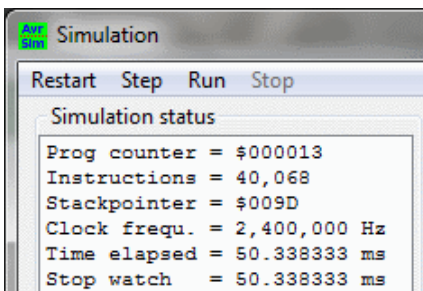 Avr Sim Simulation
Restart Step Run Stop
Simulation status
Prog counter = $000013
Instructions = 40,068
Stackpointer = $009D
Clock frequ. = 2,400,000 Hz
Time elapsed = 50.338333 ms
Stop watch = 50.338333 ms